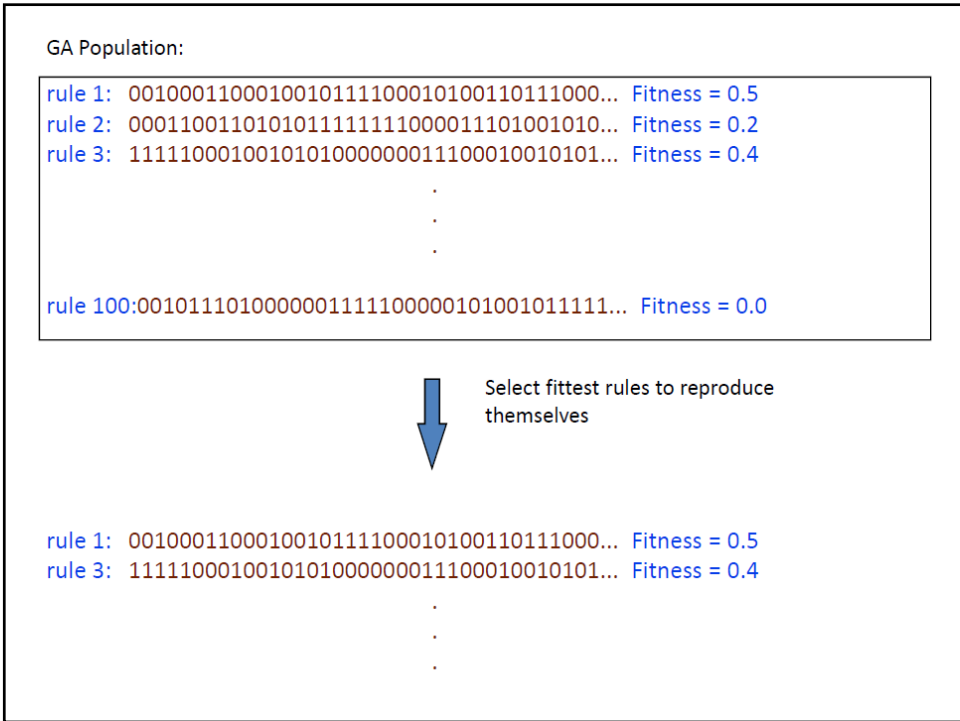 GA Population:
rule 1: 0010001100010010111100010100110111000... Fitness = 0.5
rule 2: 0001100110101011111111000011101001010... Fitness = 0.2
rule 3: 1111100010010101000000011100010010101... Fitness = 0.4
.
.
.
rule 100:0010111010000001111100000101001011111... Fitness = 0.0
Select fittest rules to reproduce
themselves
rule 1: 0010001100010010111100010100110111000... Fitness = 0.5
rule 3: 1111100010010101000000011100010010101... Fitness = 0.4
.
.
.